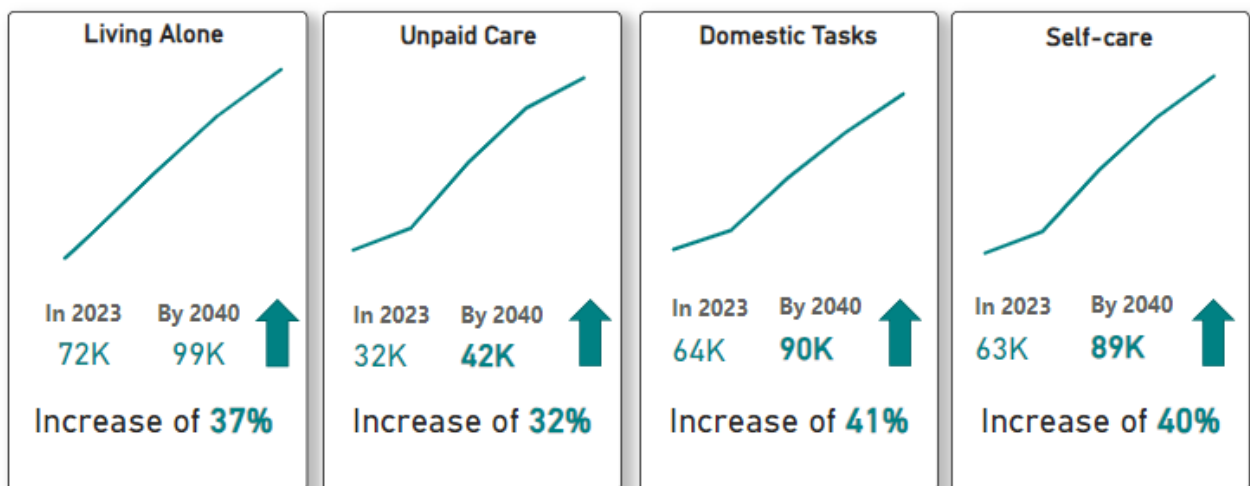 Living Alone
In 2023 By 2040
72K 99K
Increase of 37%
Unpaid Care
In 2023 By 2040
32K 42K
Increase of 32%
Domestic Tasks
In 2023 By 2040
64K 90K
Increase of 41%
Self-care
In 2023 By 2040
63K 89K
Increase of 40%